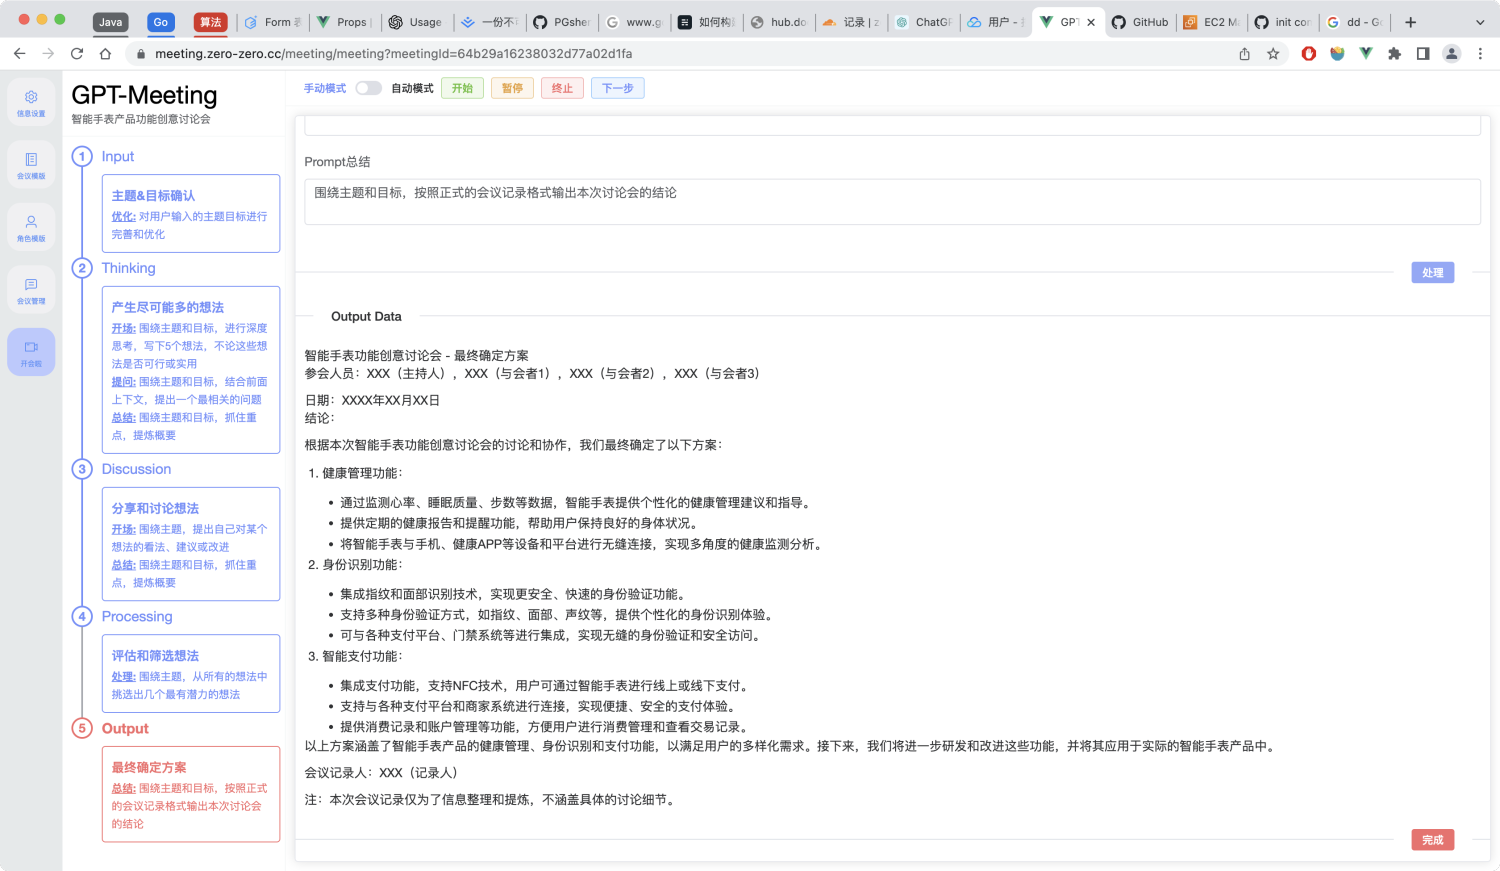 Java
Go
算法
Form
Props
Usage
一份不
PGsher
www.g
如何构
hub.do
记录 | z
ChatGP
用户 -
GPT
GitHub
EC2 M
init con
dd - Go
meeting.zero-zero.cc/meeting/meeting?meetingId=64b29a16238032d77a02d1fa
信息设置
会议模版
角色模版
会议管理
开会啦
GPT-Meeting
智能手表产品功能创意讨论会
手动模式
自动模式
开始
暂停
终止
下一步
1 Input
主题&目标确认
优化: 对用户输入的主题目标进行
完善和优化
2 Thinking
产生尽可能多的想法
开场: 围绕主题和目标，进行深度
思考，写下5个想法，不论这些想
法是否可行或实用
提问: 围绕主题和目标，结合前面
上下文，提出一个最相关的问题
总结: 围绕主题和目标，抓住重
点，提炼概要
3 Discussion
分享和讨论想法
开场: 围绕主题，提出自己对某个
想法的看法、建议或改进
总结: 围绕主题和目标，抓住重
点，提炼概要
4 Processing
评估和筛选想法
处理: 围绕主题，从所有的想法中
挑选出几个最有潜力的想法
5 Output
最终确定方案
总结: 围绕主题和目标，按照正式
的会议记录格式输出本次讨论会
的结论
Prompt总结
围绕主题和目标，按照正式的会议记录格式输出本次讨论会的结论
处理
Output Data
智能手表功能创意讨论会 - 最终确定方案
参会人员：XXX（主持人），XXX（与会者1），XXX（与会者2），XXX（与会者3）
日期：XXXX年XX月XX日
结论：
根据本次智能手表功能创意讨论会的讨论和协作，我们最终确定了以下方案：
1. 健康管理功能：
• 通过监测心率、睡眠质量、步数等数据，智能手表提供个性化的健康管理建议和指导。
• 提供定期的健康报告和提醒功能，帮助用户保持良好的身体状况。
• 将智能手表与手机、健康APP等设备和平台进行无缝连接，实现多角度的健康监测分析。
2. 身份识别功能：
• 集成指纹和面部识别技术，实现更安全、快速的身份验证功能。
• 支持多种身份验证方式，如指纹、面部、声纹等，提供个性化的身份识别体验。
• 可与各种支付平台、门禁系统等进行集成，实现无缝的身份验证和安全访问。
3. 智能支付功能：
• 集成支付功能，支持NFC技术，用户可通过智能手表进行线上或线下支付。
• 支持与各种支付平台和商家系统进行连接，实现便捷、安全的支付体验。
• 提供消费记录和账户管理等功能，方便用户进行消费管理和查看交易记录。
以上方案涵盖了智能手表产品的健康管理、身份识别和支付功能，以满足用户的多样化需求。接下来，我们将进一步研发和改进这些功能，并将其应用于实际的智能手表产品中。
会议记录人：XXX（记录人）
注：本次会议记录仅为了信息整理和提炼，不涵盖具体的讨论细节。
完成